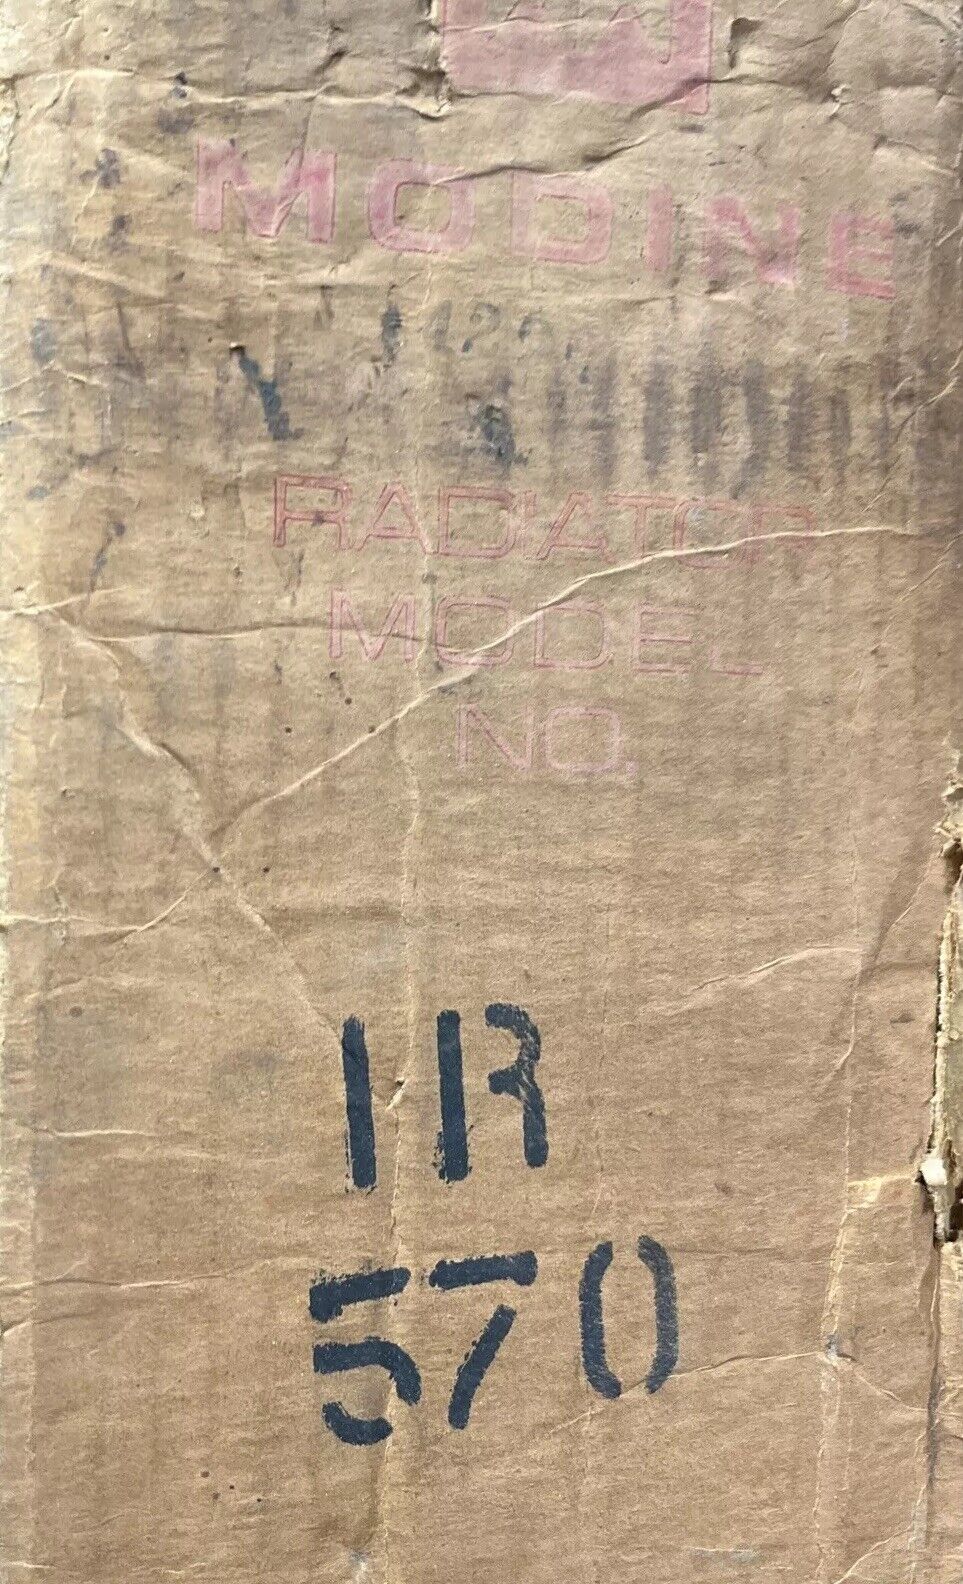 MODINE
RADIATOR
MODEL
NO.
1R
570